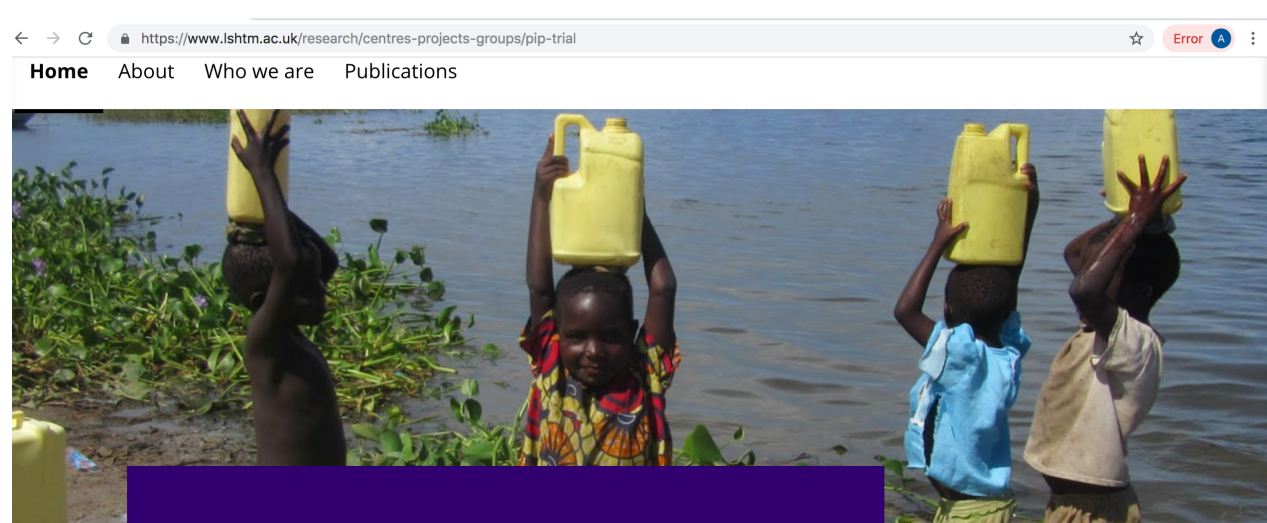 https://www.lshtm.ac.uk/research/centres-projects-groups/pip-trial
Error A
Home About Who we are Publications